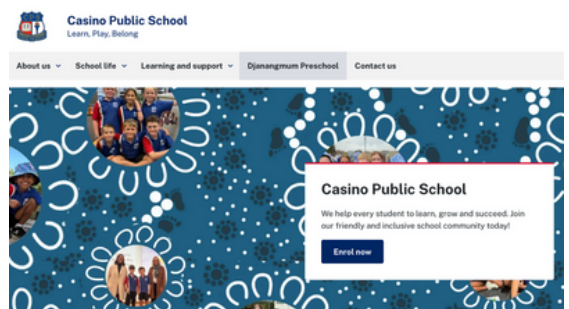 Casino Public School
Learn, Play, Belong
About us School life Learning and support Djanangmum Preschool Contact us
Casino Public School
We help every student to learn, grow and succeed. Join
our friendly and inclusive school community today!
Enrol now